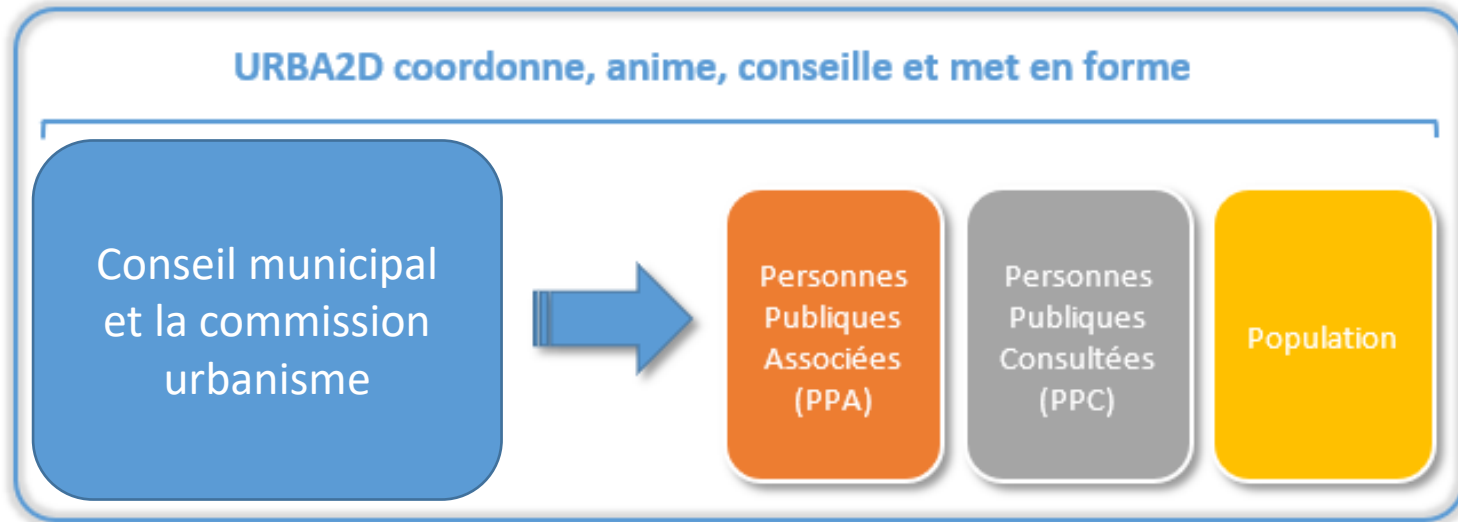 URBA2D coordonne, anime, conseille et met en forme
Conseil municipal
et la commission
urbanisme
Personnes
Publiques
Associées
(PPA)
Personnes
Publiques
Consultées
(PPC)
Population